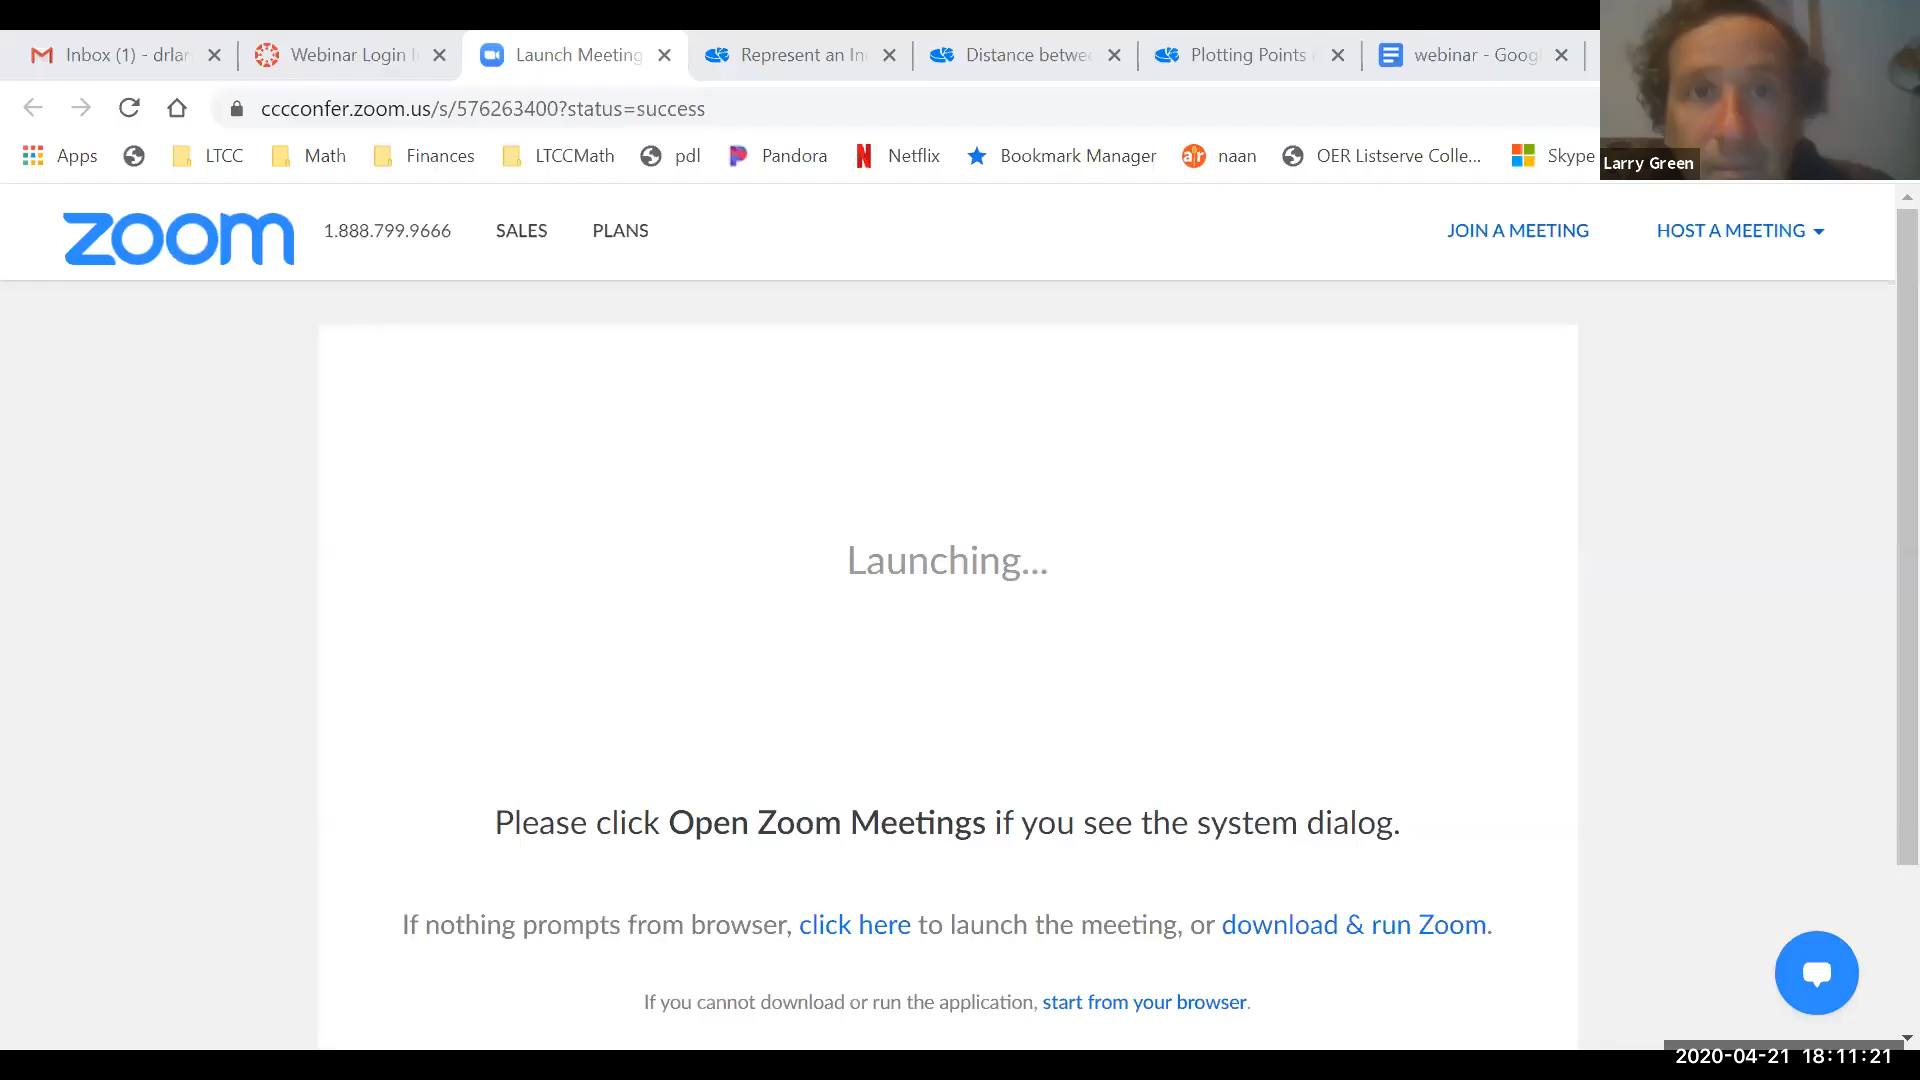 Inbox (1) - drlar
Webinar Login I
Launch Meeting
Represent an In
Distance betwe
Plotting Points
webinar - Goog
cccconfer.zoom.us/s/576263400?status=success
Apps
LTCC
Math
Finances
LTCCMath
pdl
Pandora
Netflix
Bookmark Manager
naan
OER Listserve Colle...
Skype
Larry Green
zoom
1.888.799.9666
SALES
PLANS
JOIN A MEETING
HOST A MEETING
Launching...
Please click Open Zoom Meetings if you see the system dialog.
If nothing prompts from browser, click here to launch the meeting, or download & run Zoom.
If you cannot download or run the application, start from your browser.
2020-04-21 18:11:21